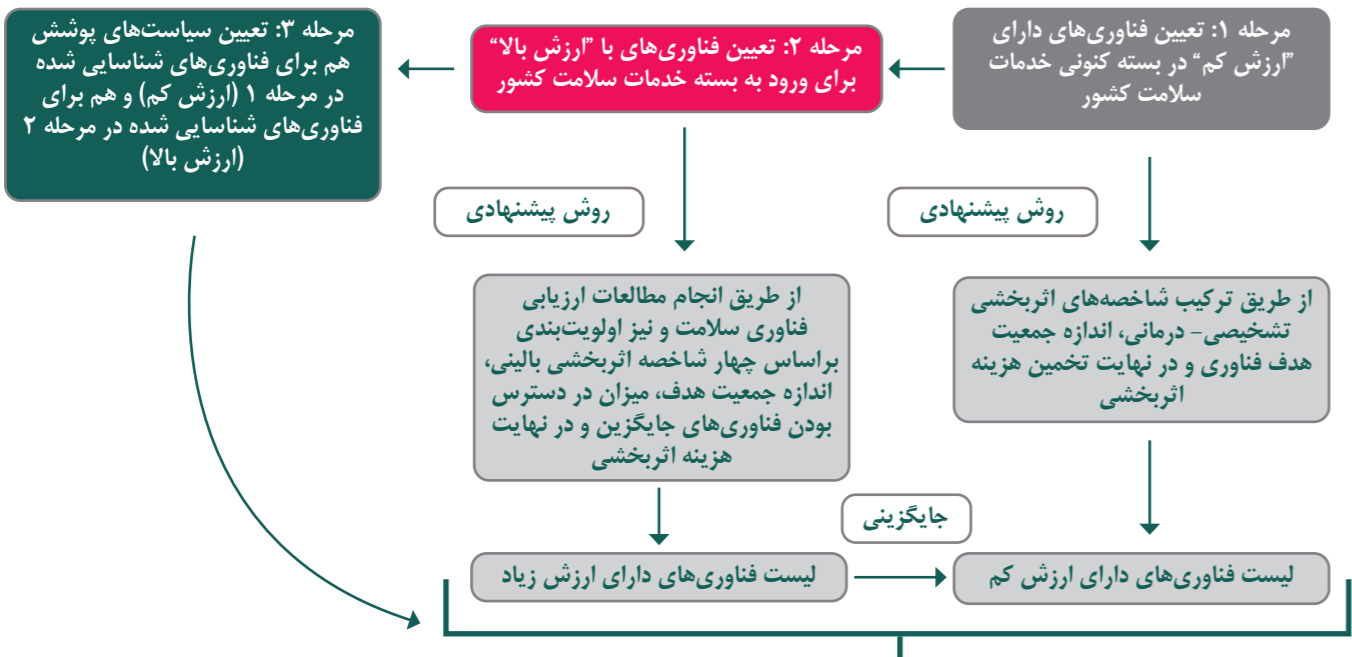 مرحله ۱: تعیین فناوری‌های دارای
"ارزش کم" در بسته کنونی خدمات
سلامت کشور
مرحله ۲: تعیین فناوری‌های با "ارزش بالا"
برای ورود به بسته خدمات سلامت کشور
مرحله ۳: تعیین سیاست‌های پوشش
هم برای فناوری‌های شناسایی شده
در مرحله ۱ (ارزش کم) و هم برای
فناوری‌های شناسایی شده در مرحله ۲
(ارزش بالا)
روش پیشنهادی
روش پیشنهادی
از طریق ترکیب شاخصه‌های اثربخشی
تشخیصی- درمانی، اندازه جمعیت
هدف فناوری و در نهایت تخمین هزینه
اثربخشی
از طریق انجام مطالعات ارزیابی
فناوری سلامت و نیز اولویت‌بندی
براساس چهار شاخصه اثربخشی بالینی،
اندازه جمعیت هدف، میزان در دسترس
بودن فناوری‌های جایگزین و در نهایت
هزینه اثربخشی
جایگزینی
لیست فناوری‌های دارای ارزش کم
لیست فناوری‌های دارای ارزش زیاد